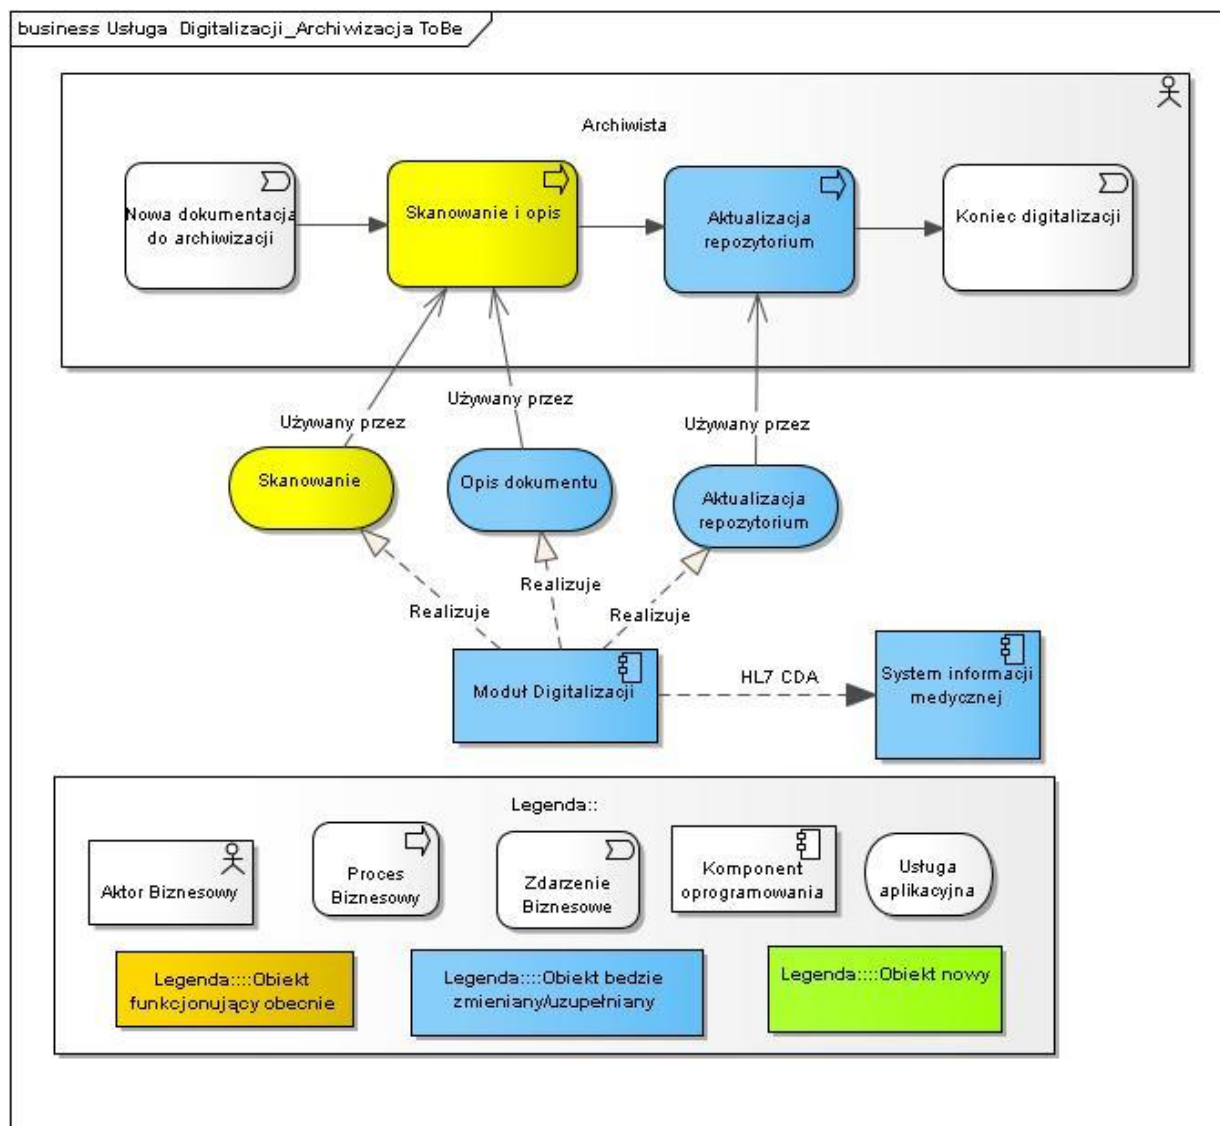 business Usługa Digitalizacji_Archiwizacja ToBe
Archiwista
Nowa dokumentacja
do archiwizacji
Skanowanie i opis
Aktualizacja
repozytorium
Koniec digitalizacji
Używany przez
Używany przez
Używany przez
Skanowanie
Opis dokumentu
Aktualizacja
repozytorium
Realizuje
Realizuje
Realizuje
Moduł Digitalizacji
HL7 CDA
System informacji
medycznej
Legenda::
Aktor Biznesowy
Proces
Biznesowy
Zdarzenie
Biznesowe
Komponent
oprogramowania
Usługa
aplikacyjna
Legenda::::Obiekt
funkcjonujący obecnie
Legenda::::Obiekt bedzie
zmieniany/uzupełniany
Legenda::::Obiekt nowy